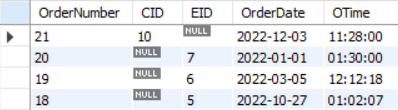 OrderNumber CID EID OrderDate OTime
21 10 NULL 2022-12-03 11:28:00
20 NULL 7 2022-01-01 01:30:00
19 NULL 6 2022-03-05 12:12:18
18 NULL 5 2022-10-27 01:02:07